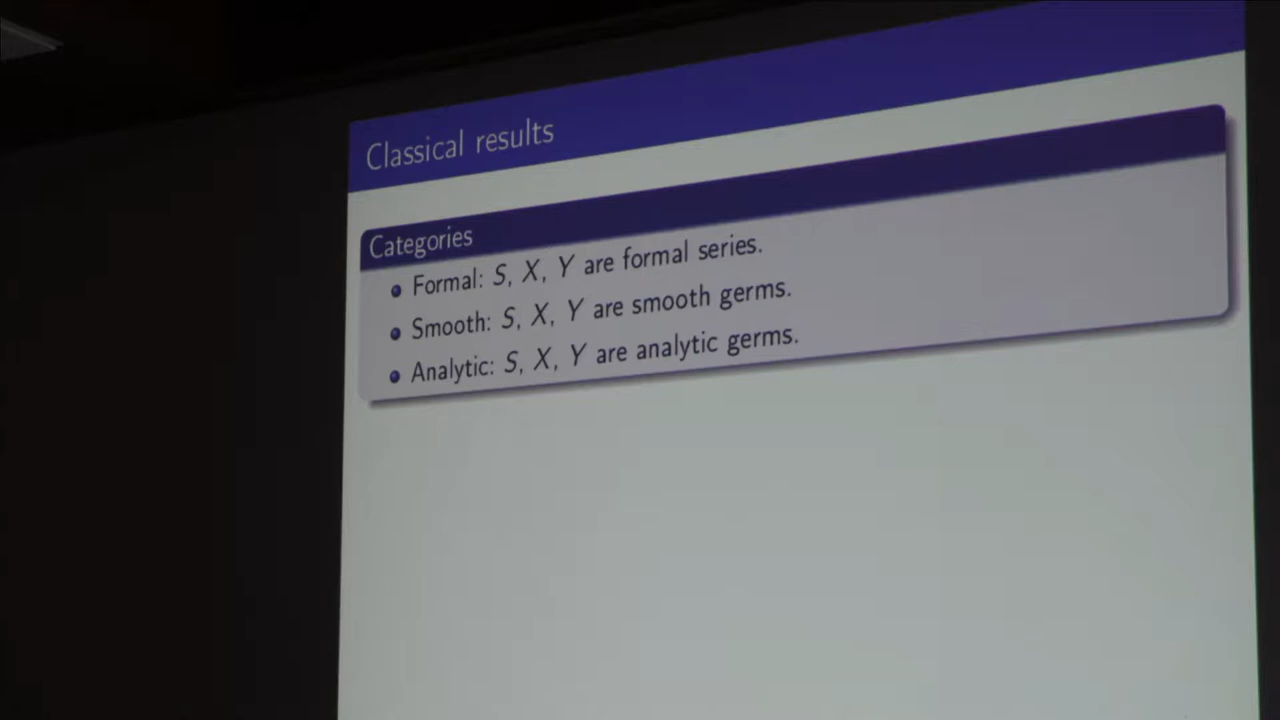 Classical results
Categories
Formal: S, X, Y are formal series.
Smooth: S, X, Y are smooth germs.
Analytic: S, X, Y are analytic germs.